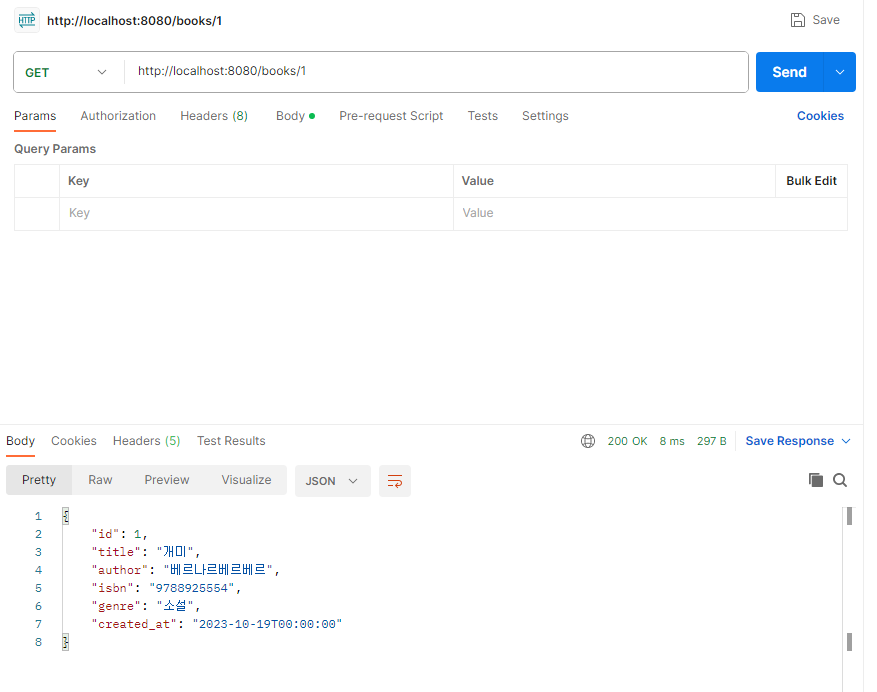 HTTP http://localhost:8080/books/1 Save
GET http://localhost:8080/books/1 Send
Params Authorization Headers (8) Body Pre-request Script Tests Settings Cookies
Query Params
Key Value Bulk Edit
Key Value
Body Cookies Headers (5) Test Results 200 OK 8 ms 297 B Save Response
Pretty Raw Preview Visualize JSON
1 {
2 "id": 1,
3 "title": "개미",
4 "author": "베르나르베르베르",
5 "isbn": "9788925554",
6 "genre": "소설",
7 "created_at": "2023-10-19T00:00:00"
8 }